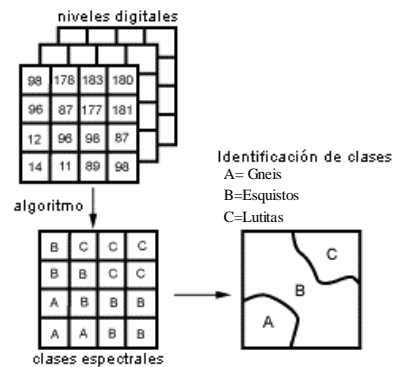 niveles digitales
98 178 183 180
96 87 177 181
12 96 98 87
14 11 89 98
Identificación de clases
A= Gneis
B=Esquistos
C=Lutitas
algoritmo
B C C C
B B C C
A B B B
A A B B
clases espectrales
C
B
A